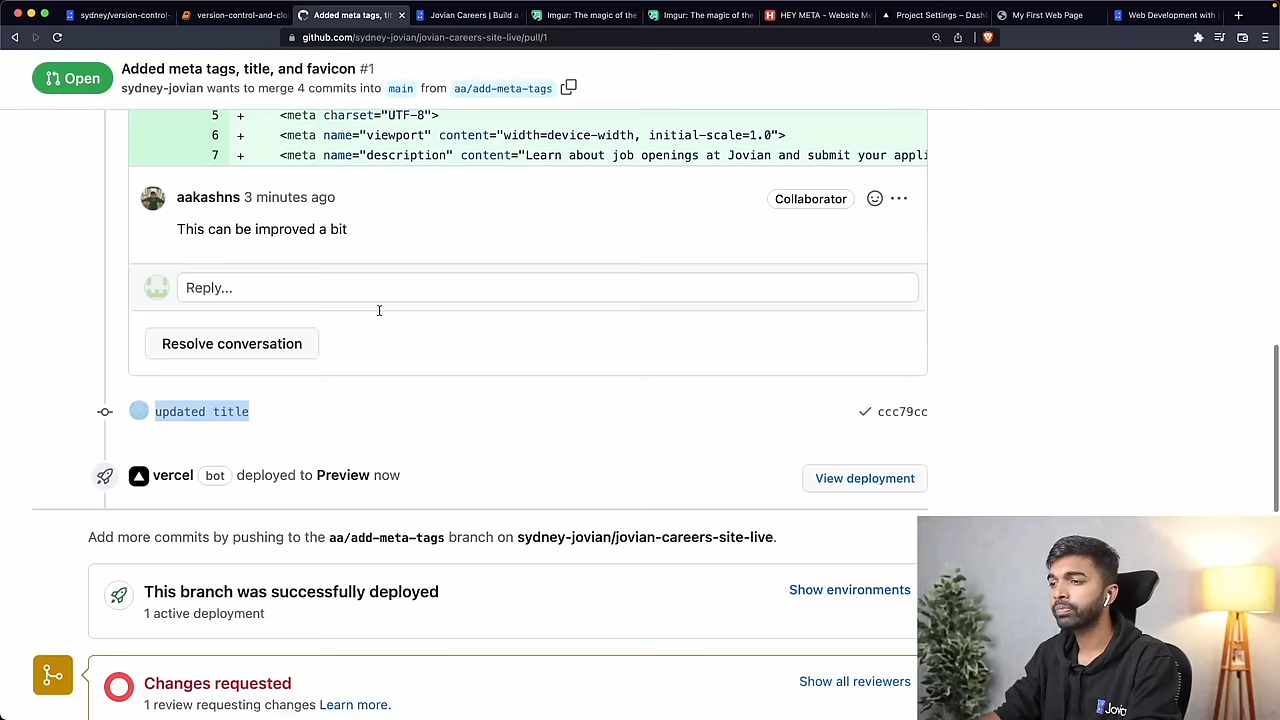 sydney/version-control-
version-control-and-clo
Added meta tags, ti
Jovian Careers | Build a
Imgur: The magic of the
Imgur: The magic of the
HEY META - Website Me
Project Settings – Dash
My First Web Page
Web Development with
github.com/sydney-jovian/jovian-careers-site-live/pull/1
Open
Added meta tags, title, and favicon #1
sydney-jovian wants to merge 4 commits into main from aa/add-meta-tags
5 + <meta charset="UTF-8">
6 + <meta name="viewport" content="width=device-width, initial-scale=1.0">
7 + <meta name="description" content="Learn about job openings at Jovian and submit your appli
aakashns 3 minutes ago
Collaborator
This can be improved a bit
Reply...
Resolve conversation
updated title
ccc79cc
vercel bot deployed to Preview now
View deployment
Add more commits by pushing to the aa/add-meta-tags branch on sydney-jovian/jovian-careers-site-live.
This branch was successfully deployed
Show environments
1 active deployment
Changes requested
Show all reviewers
1 review requesting changes Learn more.